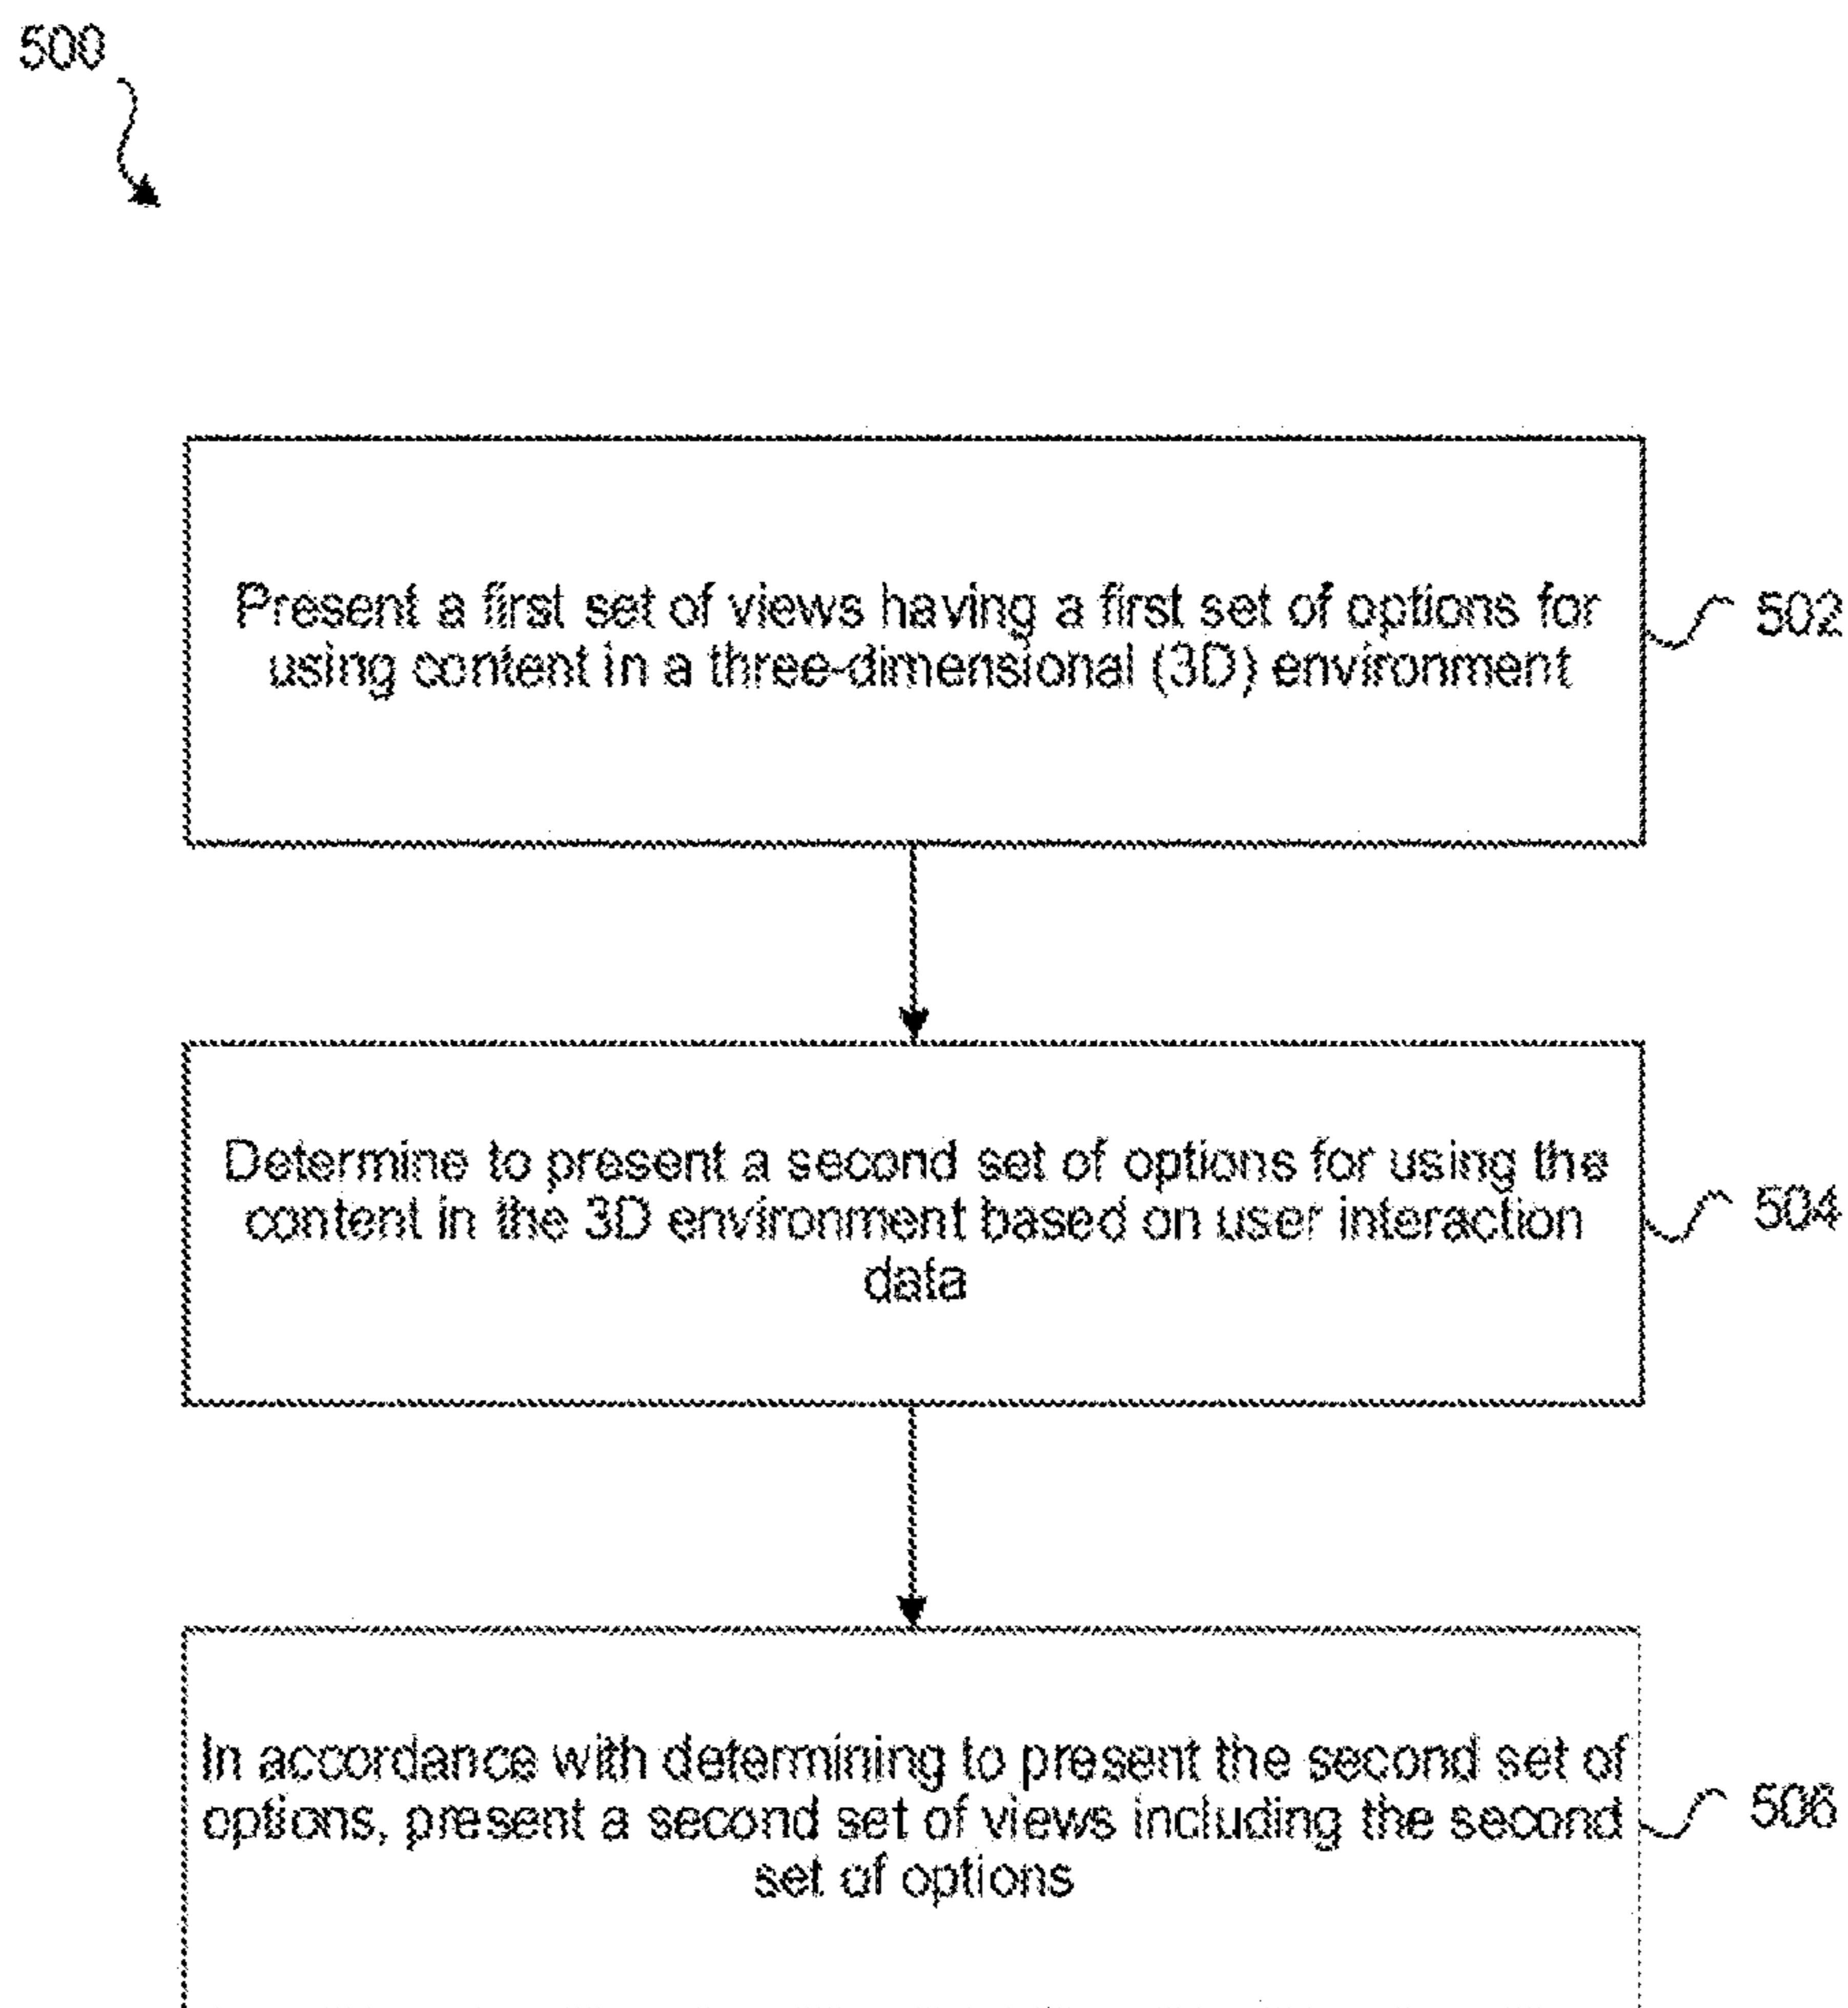 500
Present a first set of views having a first set of options for
using content in a three-dimensional (3D) environment
502
Determine to present a second set of options for using the
content in the 3D environment based on user interaction
data
504
In accordance with determining to present the second set of
options, present a second set of views including the second
set of options
506